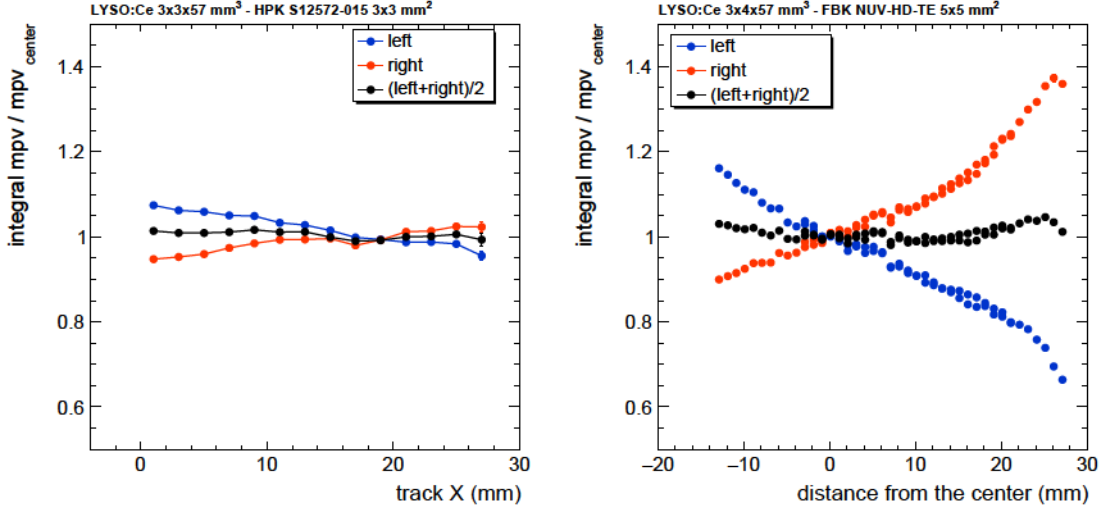 LYSO:Ce 3x3x57 mm³ - HPK S12572-015 3x3 mm²
integral mpv / mpv_center
1.4
1.2
1
0.8
0.6
left
right
(left+right)/2
0 10 20 30
track X (mm)
LYSO:Ce 3x4x57 mm³ - FBK NUV-HD-TE 5x5 mm²
integral mpv / mpv_center
1.4
1.2
1
0.8
0.6
left
right
(left+right)/2
−20 −10 0 10 20 30
distance from the center (mm)